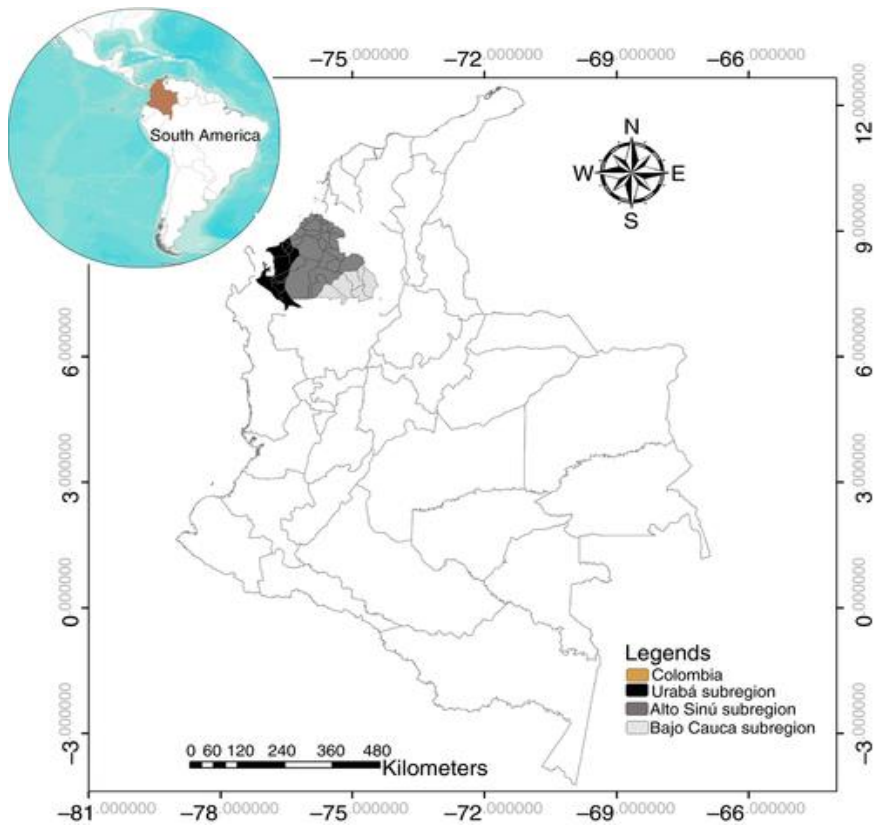 −75.000000 −72.000000 −69.000000 −66.000000
South America
N
W E
S
12.000000
9.000000
6.000000 6.000000
3.000000 3.000000
0.000000 0.000000
−3.000000 −3.000000
Legends
Colombia
Urabá subregion
Alto Sinú subregion
Bajo Cauca subregion
0 60 120 240 360 480
Kilometers
−81.000000 −78.000000 −75.000000 −72.000000 −69.000000 −66.000000